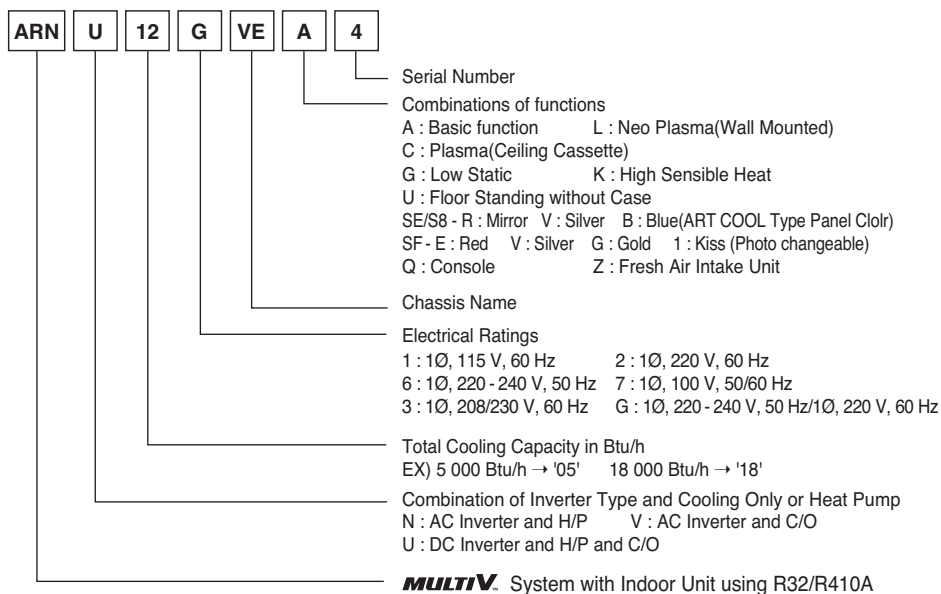 ARN U 12 G VE A 4
Serial Number
Combinations of functions
A : Basic function L : Neo Plasma(Wall Mounted)
C : Plasma(Ceiling Cassette)
G : Low Static K : High Sensible Heat
U : Floor Standing without Case
SE/S8 - R : Mirror V : Silver B : Blue(ART COOL Type Panel Clolr)
SF - E : Red V : Silver G : Gold 1 : Kiss (Photo changeable)
Q : Console Z : Fresh Air Intake Unit
Chassis Name
Electrical Ratings
1 : 1Ø, 115 V, 60 Hz 2 : 1Ø, 220 V, 60 Hz
6 : 1Ø, 220 - 240 V, 50 Hz 7 : 1Ø, 100 V, 50/60 Hz
3 : 1Ø, 208/230 V, 60 Hz G : 1Ø, 220 - 240 V, 50 Hz/1Ø, 220 V, 60 Hz
Total Cooling Capacity in Btu/h
EX) 5 000 Btu/h → '05' 18 000 Btu/h → '18'
Combination of Inverter Type and Cooling Only or Heat Pump
N : AC Inverter and H/P V : AC Inverter and C/O
U : DC Inverter and H/P and C/O
MULTI V™ System with Indoor Unit using R32/R410A